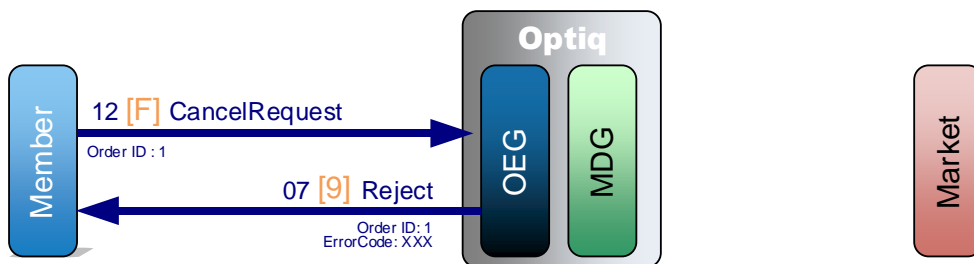 Optiq
Member
12 [F] CancelRequest
Order ID : 1
OEG
MDG
Market
07 [9] Reject
Order ID: 1
ErrorCode: XXX